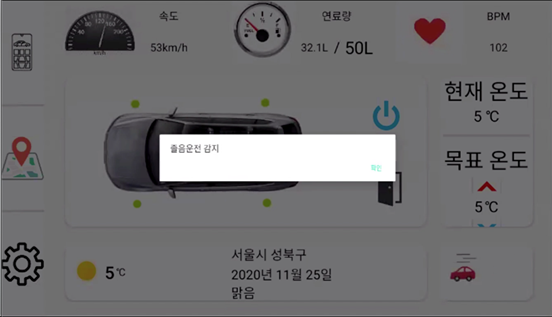 속도
53km/h
km/h
연료량
32.1L / 50L
BPM
102
현재 온도
5 ℃
목표 온도
5 ℃
졸음운전 감지
확인
5 ℃
서울시 성북구
2020년 11월 25일
맑음